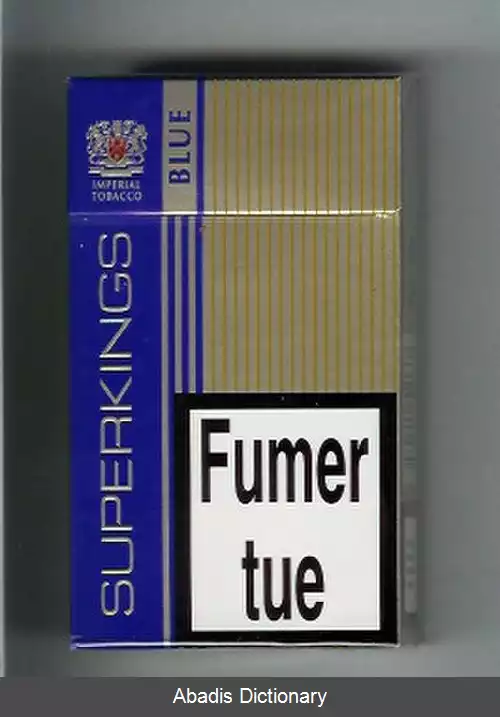 IMPERIAL
TOBACCO
BLUE
SUPERKINGS
Fumer
tue
Abadis Dictionary